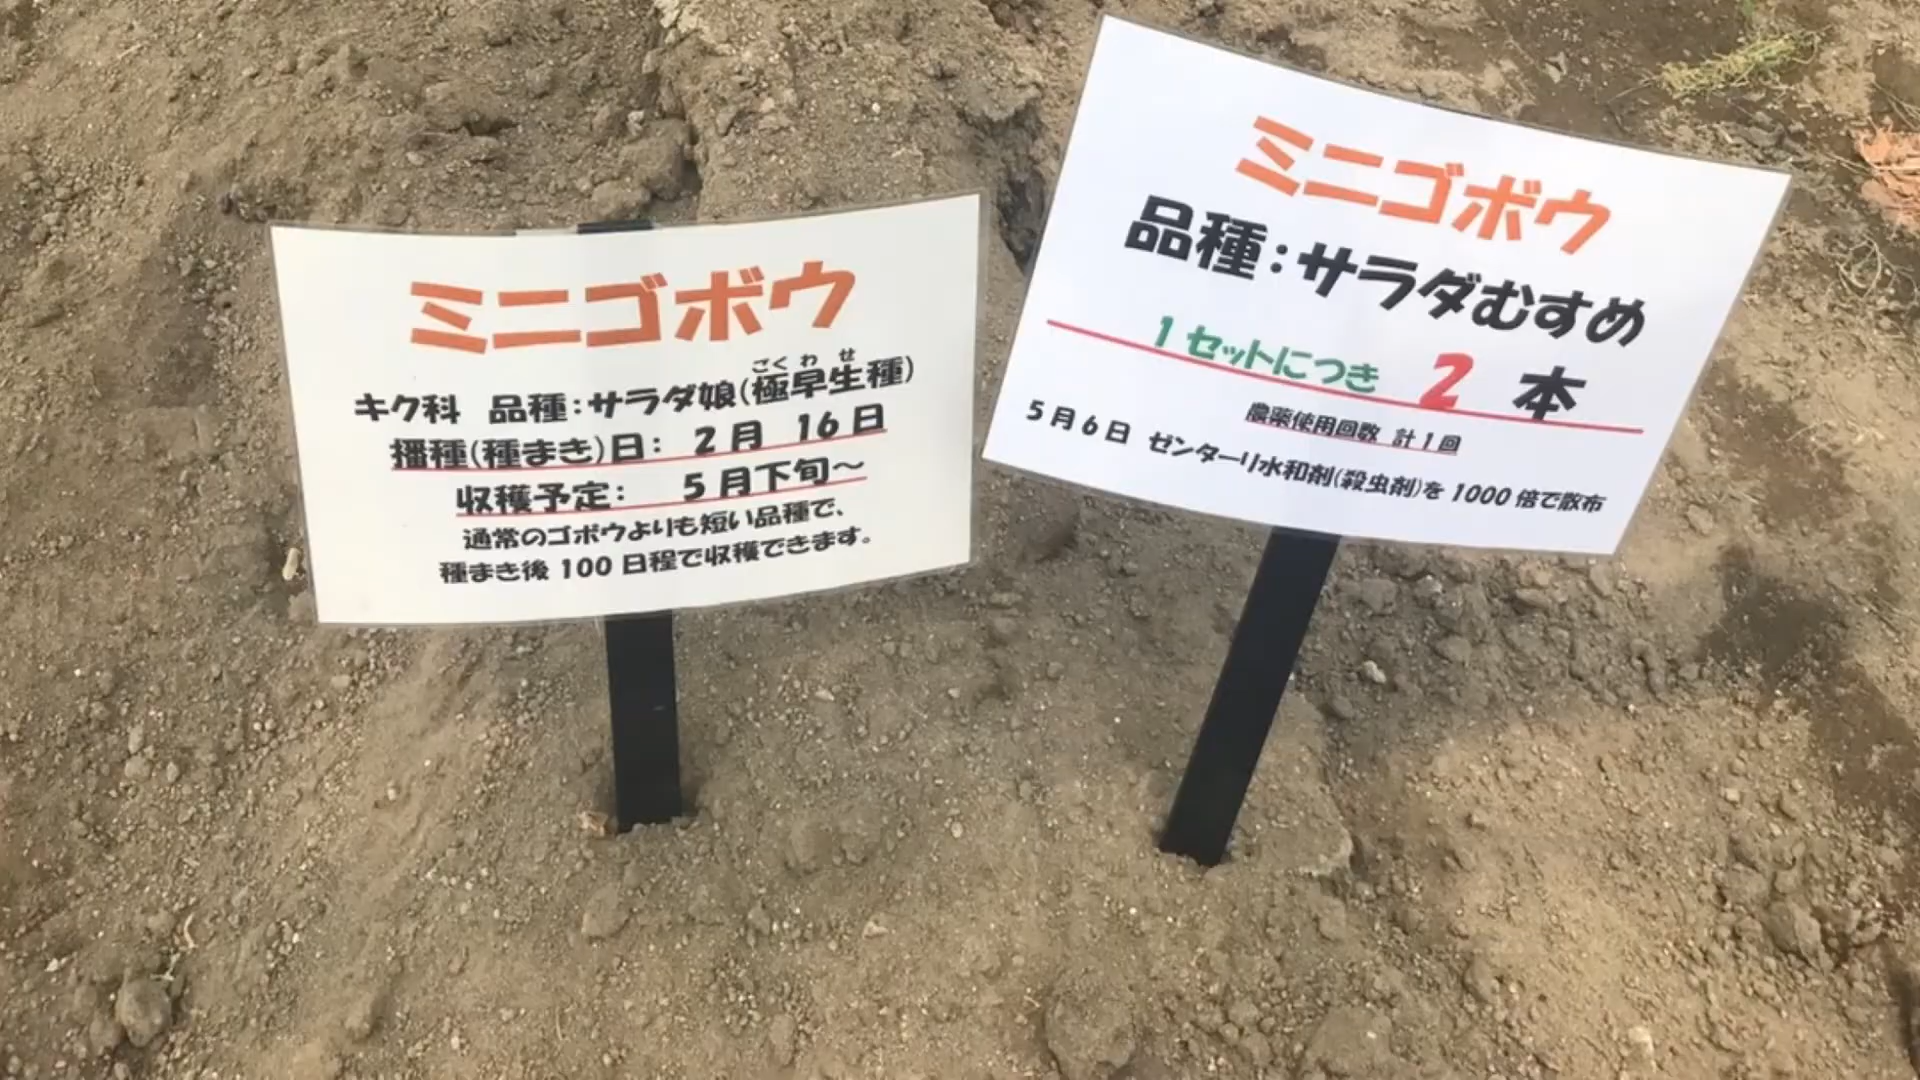 ミニゴボウ
キク科 品種:サラダ娘(極早生種)
ごくわせ
播種(種まき)日: 2月 16日
収穫予定: 5月下旬～
通常のゴボウよりも短い品種で、
種まき後100日程で収穫できます。
ミニゴボウ
品種:サラダむすめ
1セットにつき 2 本
農薬使用回数 計1回
5月6日 ゼンターリ水和剤(殺虫剤)を1000倍で散布